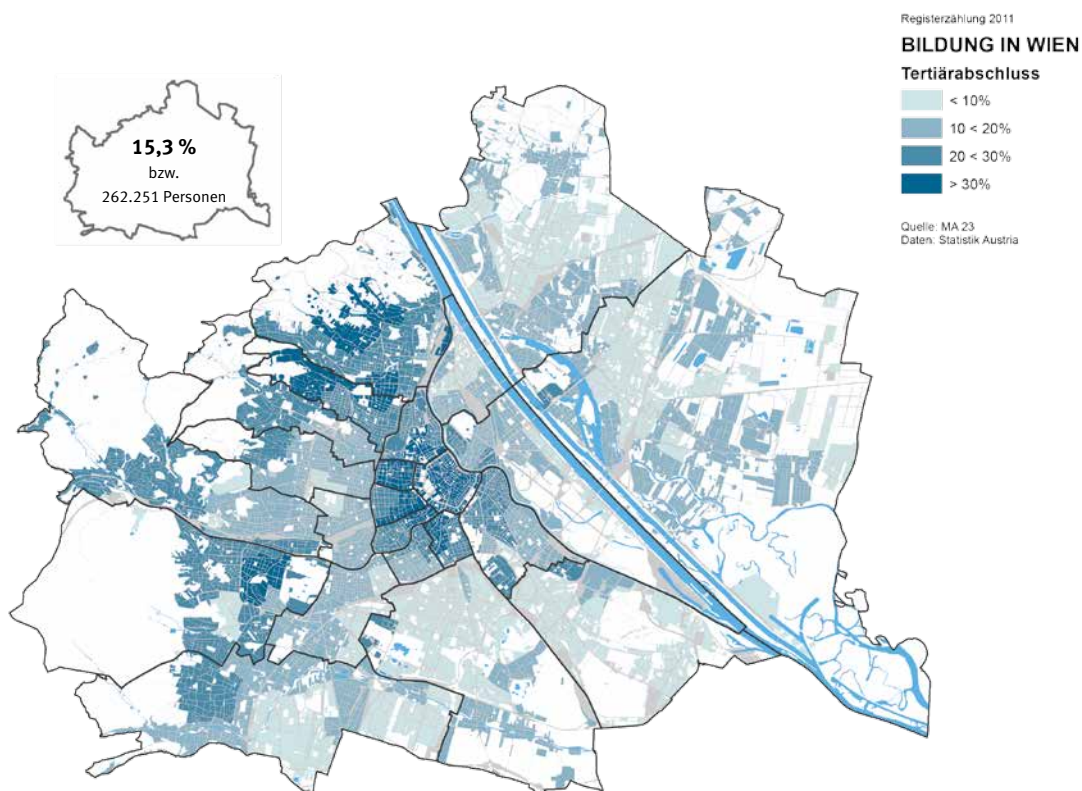 Registerzählung 2011
BILDUNG IN WIEN
Tertiärabschluss
< 10%
10 < 20%
20 < 30%
> 30%
Quelle: MA 23
Daten: Statistik Austria
15,3 %
bzw.
262.251 Personen